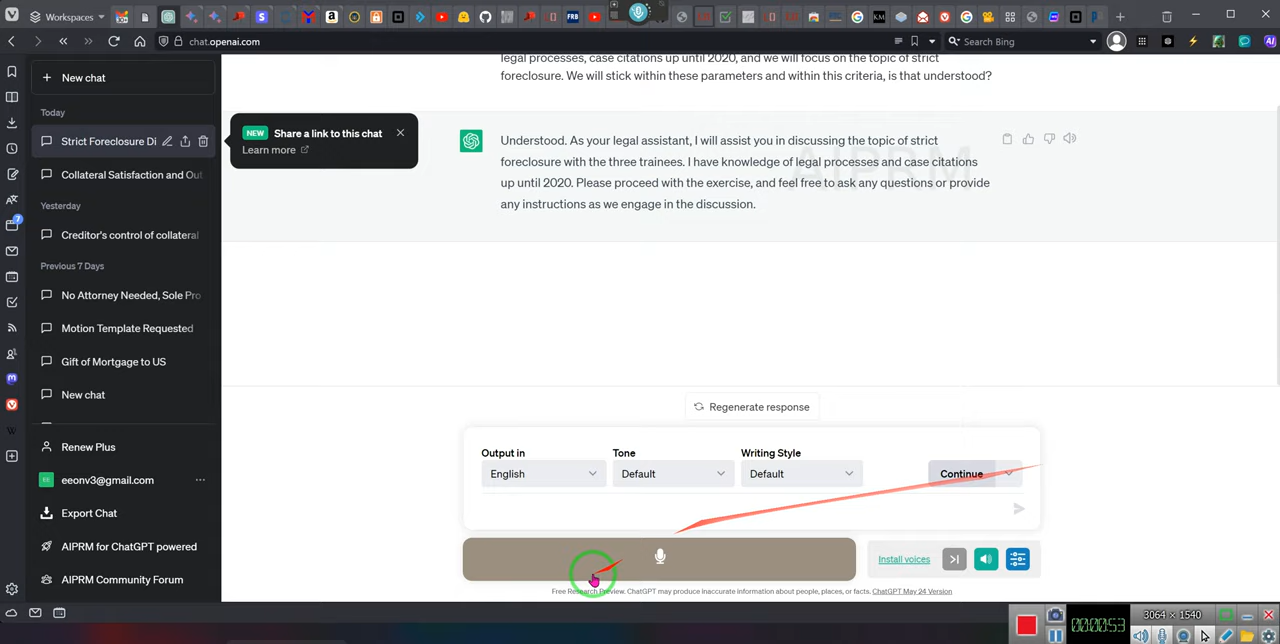 Workspaces
chat.openai.com
Search Bing
New chat
Today
Strict Foreclosure Di
Collateral Satisfaction and Out
Yesterday
Creditor's control of collateral
Previous 7 Days
No Attorney Needed, Sole Pro
Motion Template Requested
Gift of Mortgage to US
New chat
Renew Plus
eeonv3@gmail.com
Export Chat
AIPRM for ChatGPT powered
AIPRM Community Forum
NEW Share a link to this chat
Learn more
legal processes, case citations up until 2020, and we will focus on the topic of strict
foreclosure. We will stick within these parameters and within this criteria, is that understood?
Understood. As your legal assistant, I will assist you in discussing the topic of strict
foreclosure with the three trainees. I have knowledge of legal processes and case citations
up until 2020. Please proceed with the exercise, and feel free to ask any questions or provide
any instructions as we engage in the discussion.
AIPRM
Regenerate response
Output in
Tone
Writing Style
English
Default
Default
Continue
Install voices
Free Research Preview. ChatGPT may produce inaccurate information about people, places, or facts. ChatGPT May 24 Version
3064 x 1540
00:00:53